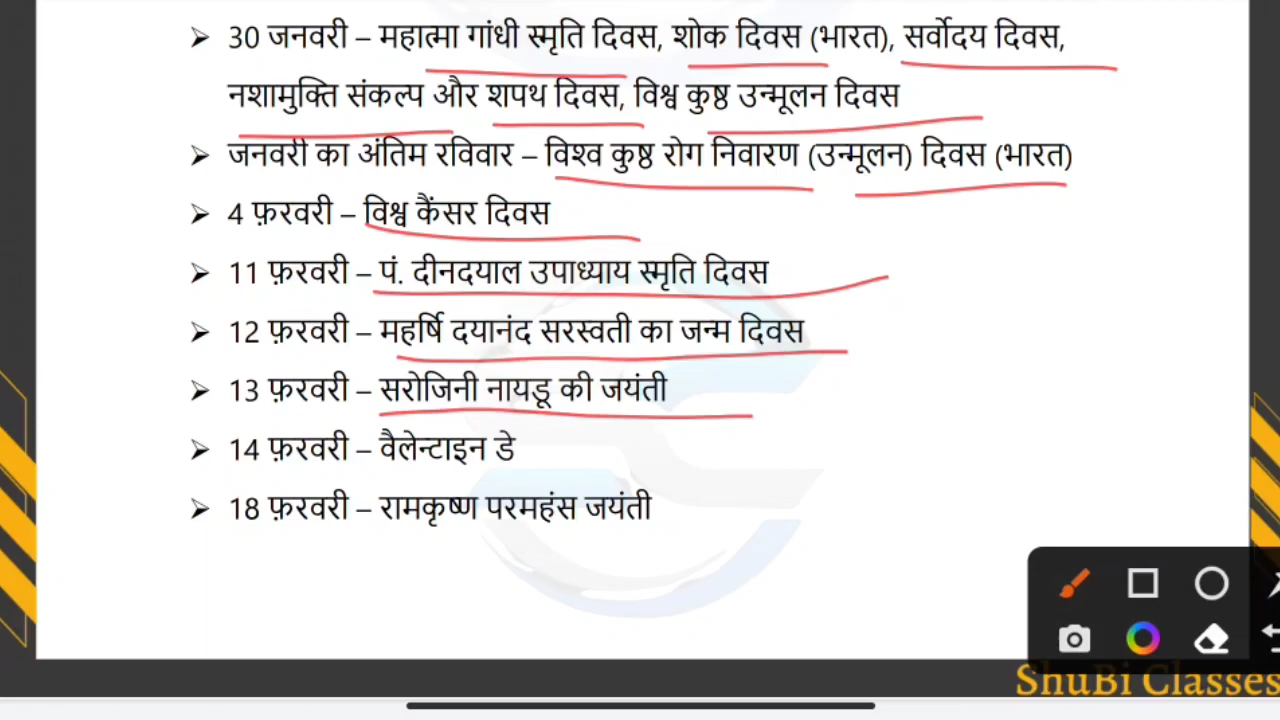 ➢ 30 जनवरी – महात्मा गांधी स्मृति दिवस, शोक दिवस (भारत), सर्वोदय दिवस,
नशामुक्ति संकल्प और शपथ दिवस, विश्व कुष्ठ उन्मूलन दिवस
➢ जनवरी का अंतिम रविवार – विश्व कुष्ठ रोग निवारण (उन्मूलन) दिवस (भारत)
➢ 4 फ़रवरी – विश्व कैंसर दिवस
➢ 11 फ़रवरी – पं. दीनदयाल उपाध्याय स्मृति दिवस
➢ 12 फ़रवरी – महर्षि दयानंद सरस्वती का जन्म दिवस
➢ 13 फ़रवरी – सरोजिनी नायडू की जयंती
➢ 14 फ़रवरी – वैलेन्टाइन डे
➢ 18 फ़रवरी – रामकृष्ण परमहंस जयंती
ShuBi Classes